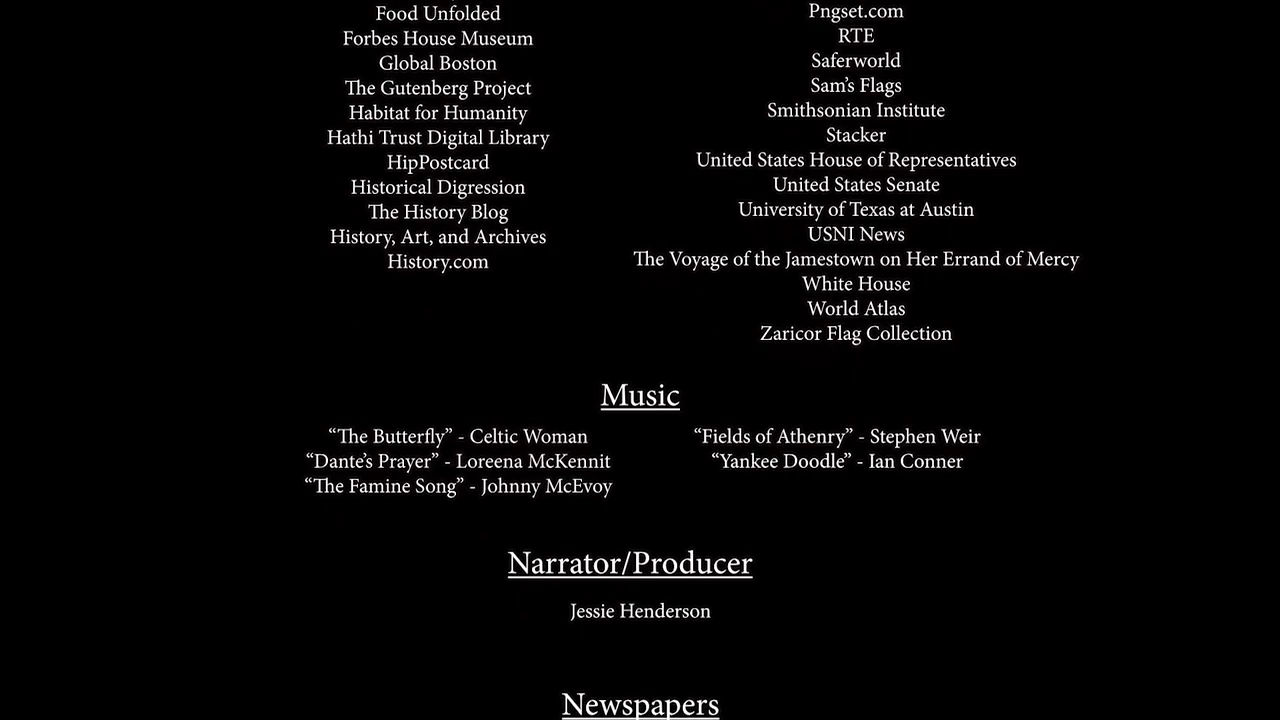 Food Unfolded
Forbes House Museum
Global Boston
The Gutenberg Project
Habitat for Humanity
Hathi Trust Digital Library
HipPostcard
Historical Digression
The History Blog
History, Art, and Archives
History.com
Pngset.com
RTE
Saferworld
Sam’s Flags
Smithsonian Institute
Stacker
United States House of Representatives
United States Senate
University of Texas at Austin
USNI News
The Voyage of the Jamestown on Her Errand of Mercy
White House
World Atlas
Zaricor Flag Collection
Music
“The Butterfly” - Celtic Woman
“Dante’s Prayer” - Loreena McKennit
“The Famine Song” - Johnny McEvoy
“Fields of Athenry” - Stephen Weir
“Yankee Doodle” - Ian Conner
Narrator/Producer
Jessie Henderson
Newspapers